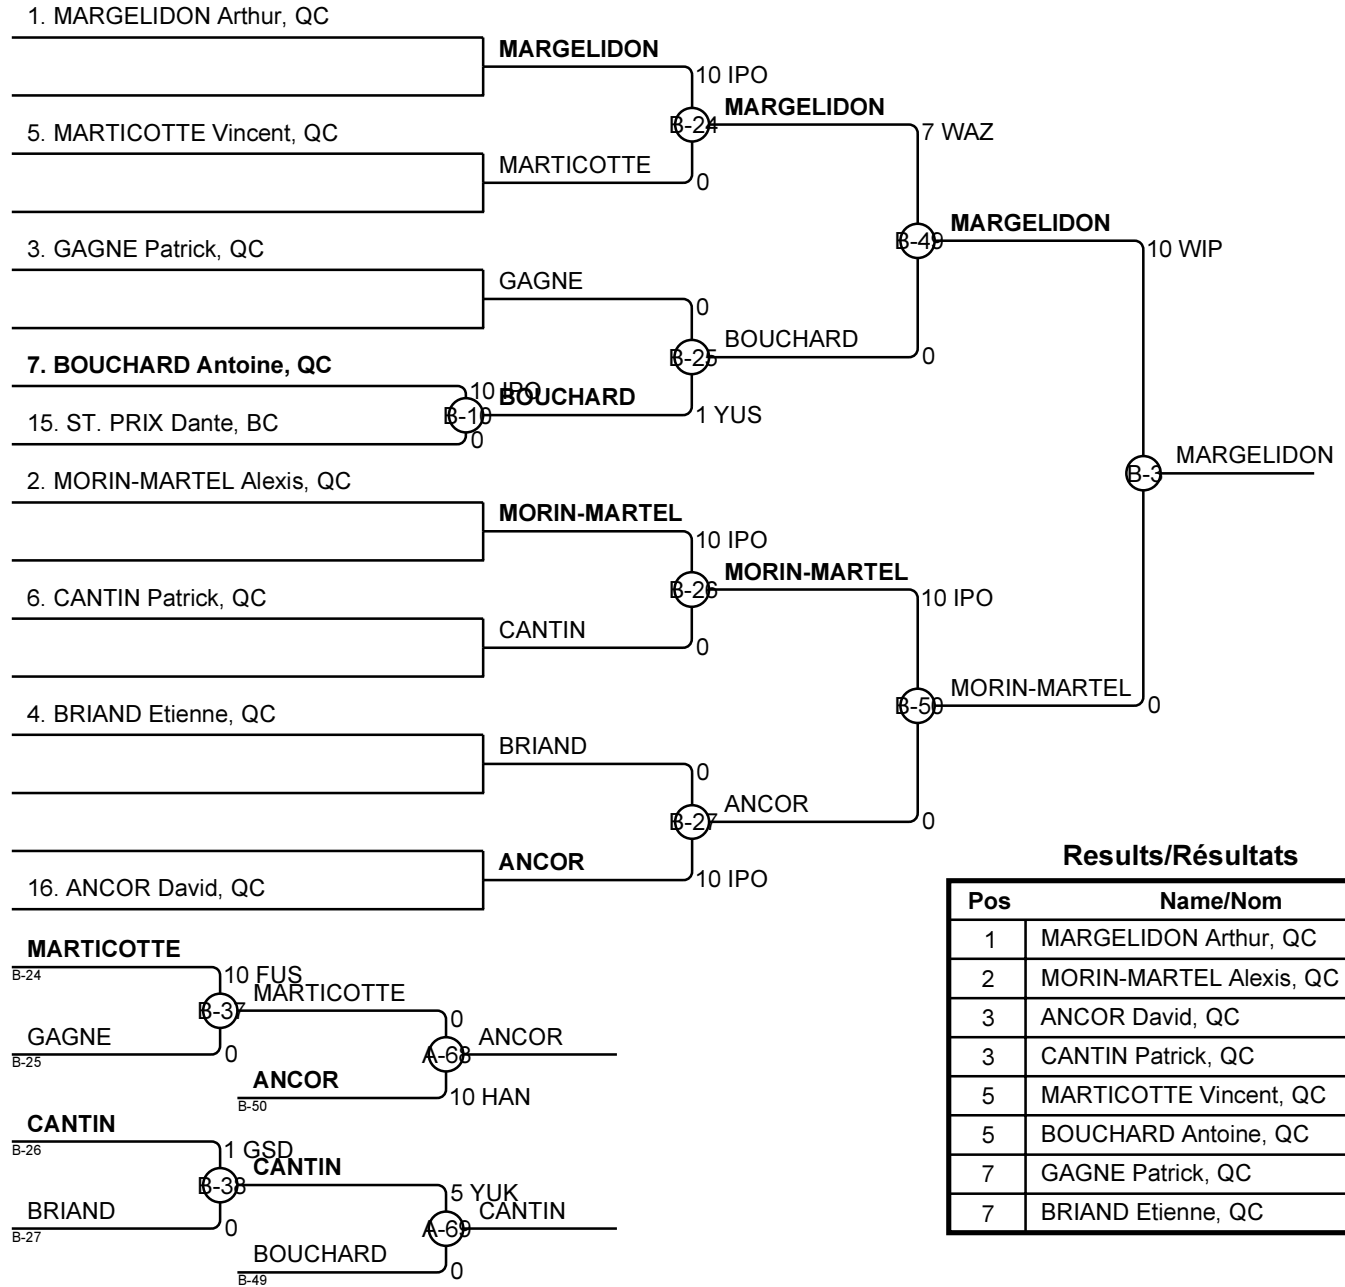 1. MARGELIDON Arthur, QC
MARGELIDON
10 IPO
5. MARTICOTTE Vincent, QC
MARTICOTTE
0
B-24
MARGELIDON
7 WAZ
3. GAGNE Patrick, QC
GAGNE
0
7. BOUCHARD Antoine, QC
10 IPO
B-10
BOUCHARD
1 YUS
15. ST. PRIX Dante, BC
0
B-25
BOUCHARD
0
B-49
MARGELIDON
10 WIP
2. MORIN-MARTEL Alexis, QC
MORIN-MARTEL
10 IPO
6. CANTIN Patrick, QC
CANTIN
0
B-26
MORIN-MARTEL
10 IPO
4. BRIAND Etienne, QC
BRIAND
0
16. ANCOR David, QC
ANCOR
10 IPO
B-27
ANCOR
0
B-50
MORIN-MARTEL
0
B-3
MARGELIDON
MARTICOTTE
B-24
10 FUS
GAGNE
B-25
0
B-37
MARTICOTTE
0
ANCOR
B-50
10 HAN
A-68
ANCOR
CANTIN
B-26
1 GSD
BRIAND
B-27
0
B-38
CANTIN
5 YUK
BOUCHARD
B-49
0
A-69
CANTIN
Results/Résultats
Pos Name/Nom
1 MARGELIDON Arthur, QC
2 MORIN-MARTEL Alexis, QC
3 ANCOR David, QC
3 CANTIN Patrick, QC
5 MARTICOTTE Vincent, QC
5 BOUCHARD Antoine, QC
7 GAGNE Patrick, QC
7 BRIAND Etienne, QC